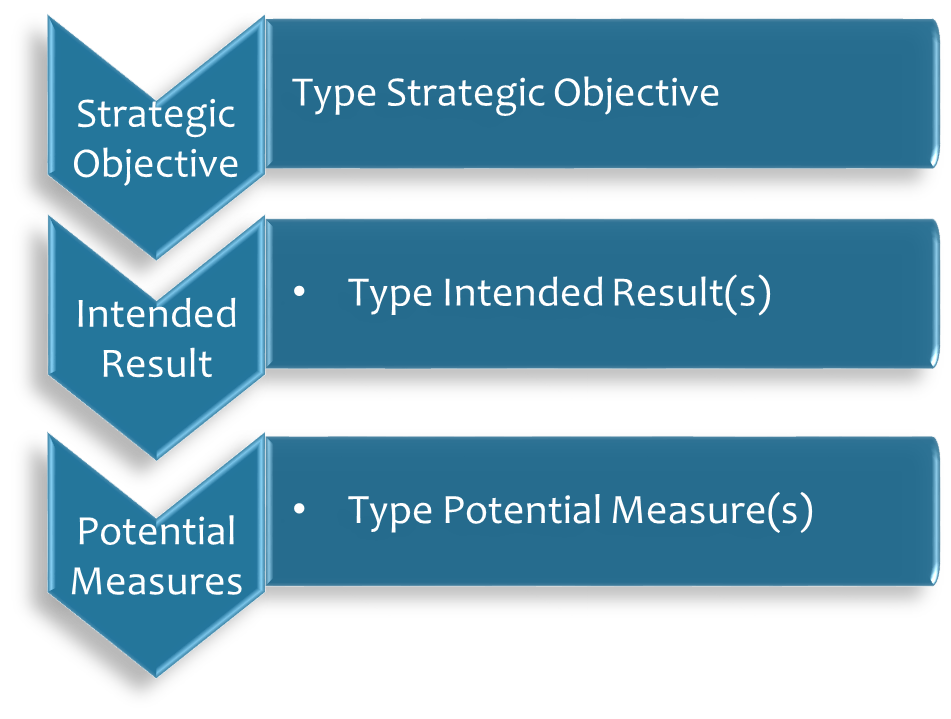 Strategic
Objective
Type Strategic Objective
Intended
Result
• Type Intended Result(s)
Potential
Measures
• Type Potential Measure(s)